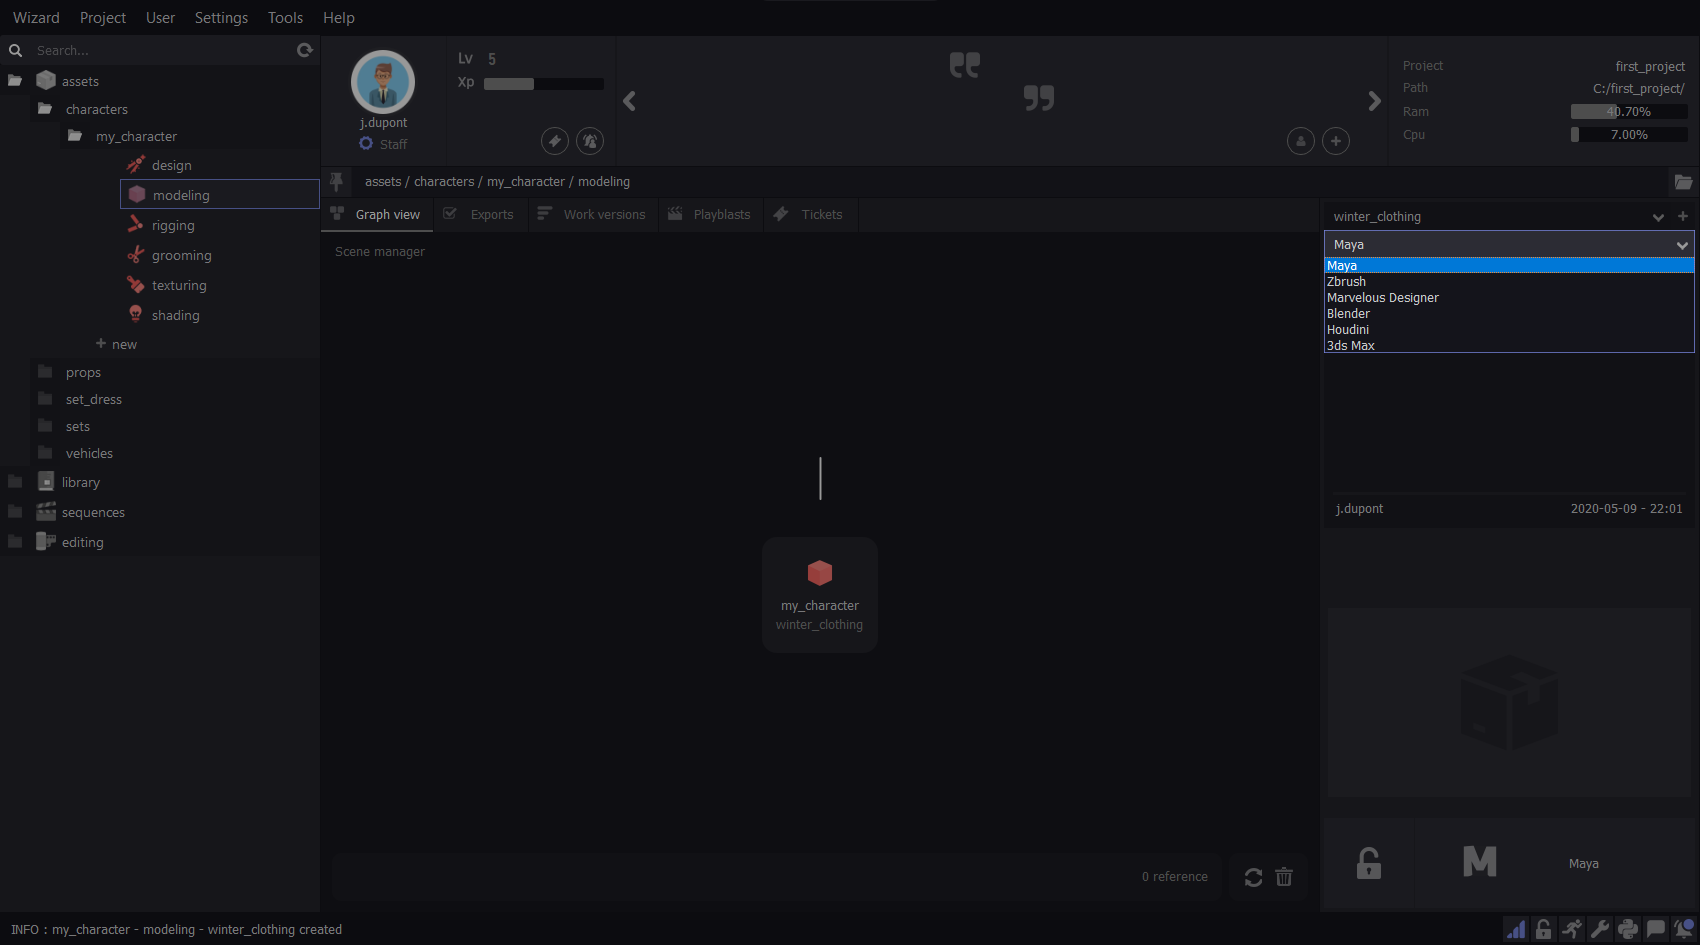 Wizard Project User Settings Tools Help
Search...
assets
characters
my_character
design
modeling
rigging
grooming
texturing
shading
+ new
props
set_dress
sets
vehicles
library
sequences
editing
j.dupont
Staff
Lv 5
Xp
Project first_project
Path C:/first_project/
Ram 40.70%
Cpu 7.00%
assets / characters / my_character / modeling
Graph view Exports Work versions Playblasts Tickets
Scene manager
my_character
winter_clothing
0 reference
winter_clothing
Maya
Maya
Zbrush
Marvelous Designer
Blender
Houdini
3ds Max
j.dupont 2020-05-09 - 22:01
Maya
INFO : my_character - modeling - winter_clothing created